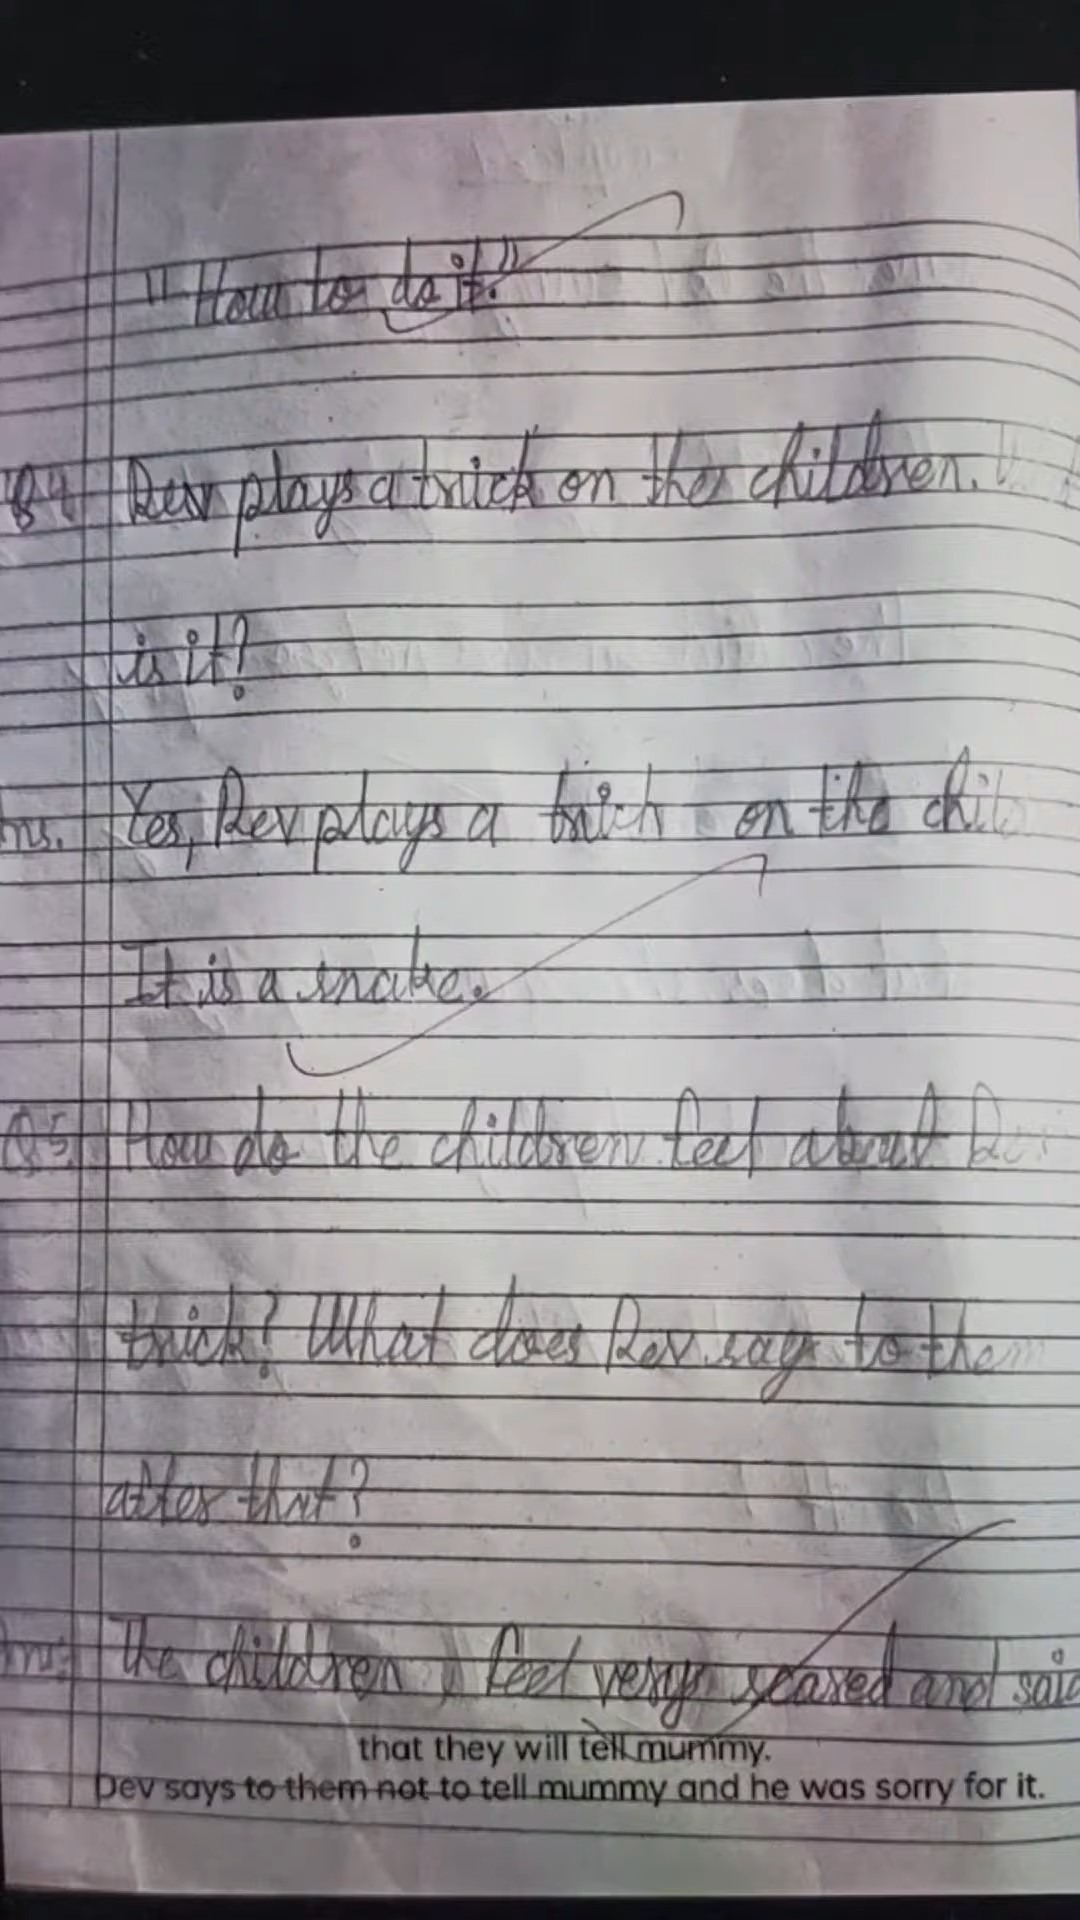 "How to do it."
Q4 Dev plays a trick on the children.
is it?
Ans. Yes, Dev plays a trich on the chil
It is a snake.
Q5. How do the children feel about De
trick? What does Dev say to them
after that?
Ans. The children feel very scared and said
that they will tell mummy.
Dev says to them not to tell mummy and he was sorry for it.